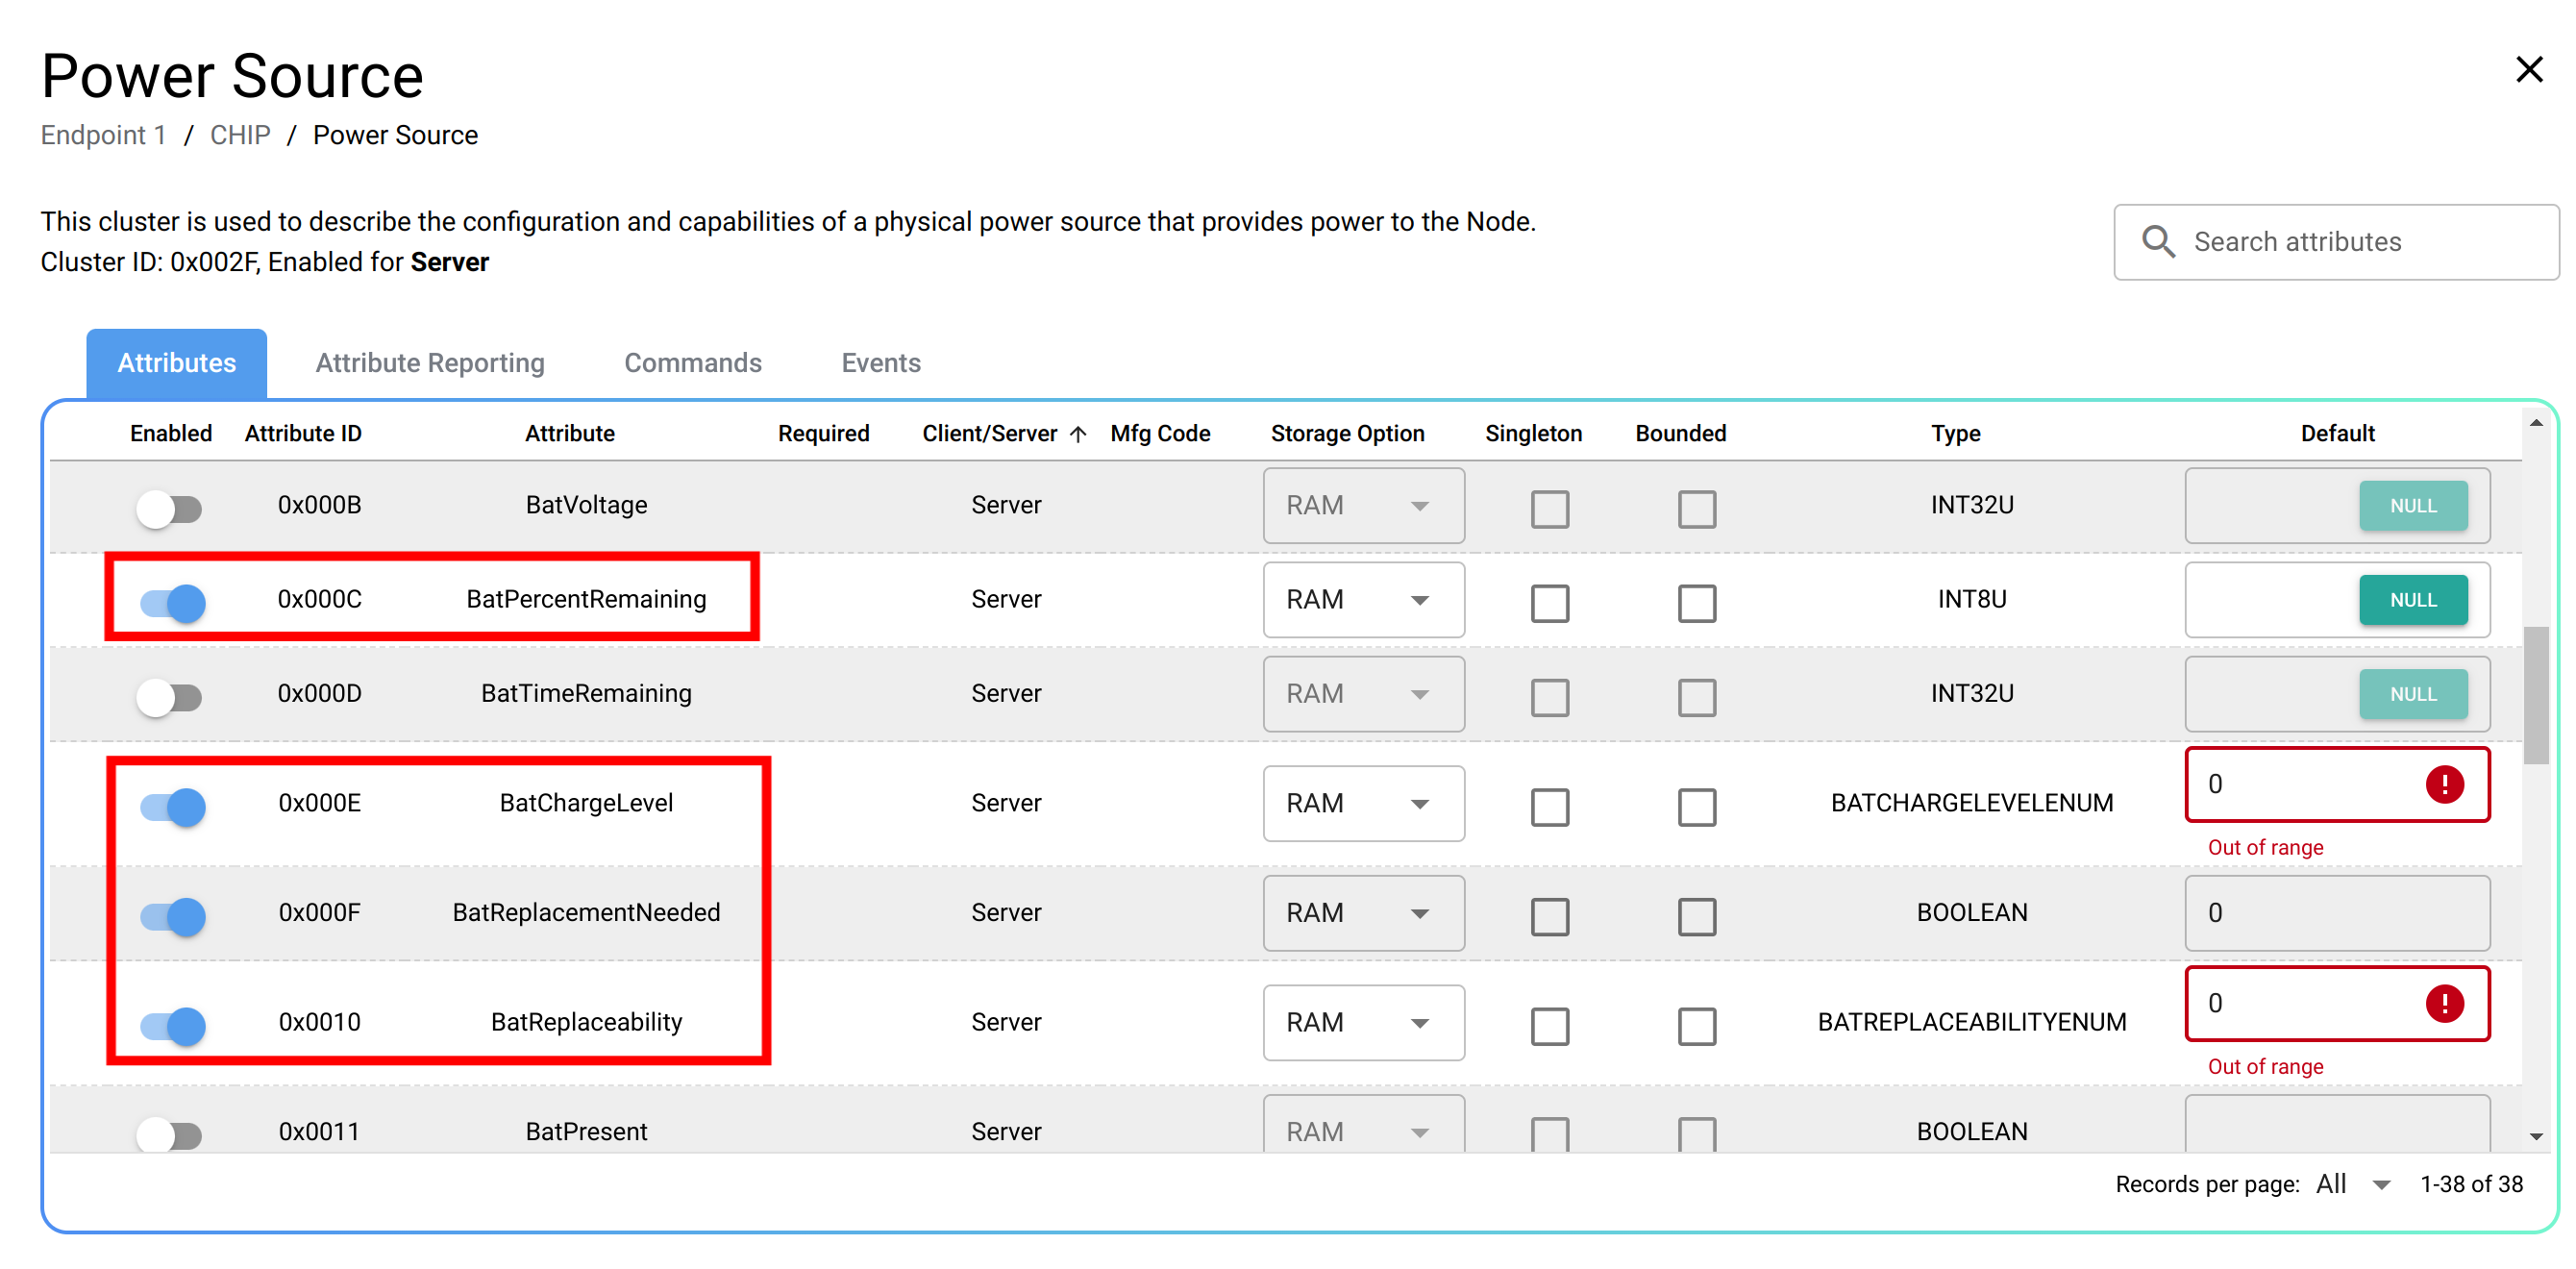 Power Source
Endpoint 1 / CHIP / Power Source
This cluster is used to describe the configuration and capabilities of a physical power source that provides power to the Node.
Cluster ID: 0x002F, Enabled for Server
Search attributes
Attributes Attribute Reporting Commands Events
Enabled Attribute ID Attribute Required Client/Server Mfg Code Storage Option Singleton Bounded Type Default
0x000B BatVoltage Server RAM INT32U NULL
0x000C BatPercentRemaining Server RAM INT8U NULL
0x000D BatTimeRemaining Server RAM INT32U NULL
0x000E BatChargeLevel Server RAM BATCHARGELEVELENUM 0
Out of range
0x000F BatReplacementNeeded Server RAM BOOLEAN 0
0x0010 BatReplaceability Server RAM BATREPLACEABILITYENUM 0
Out of range
0x0011 BatPresent Server RAM BOOLEAN
Records per page: All 1-38 of 38